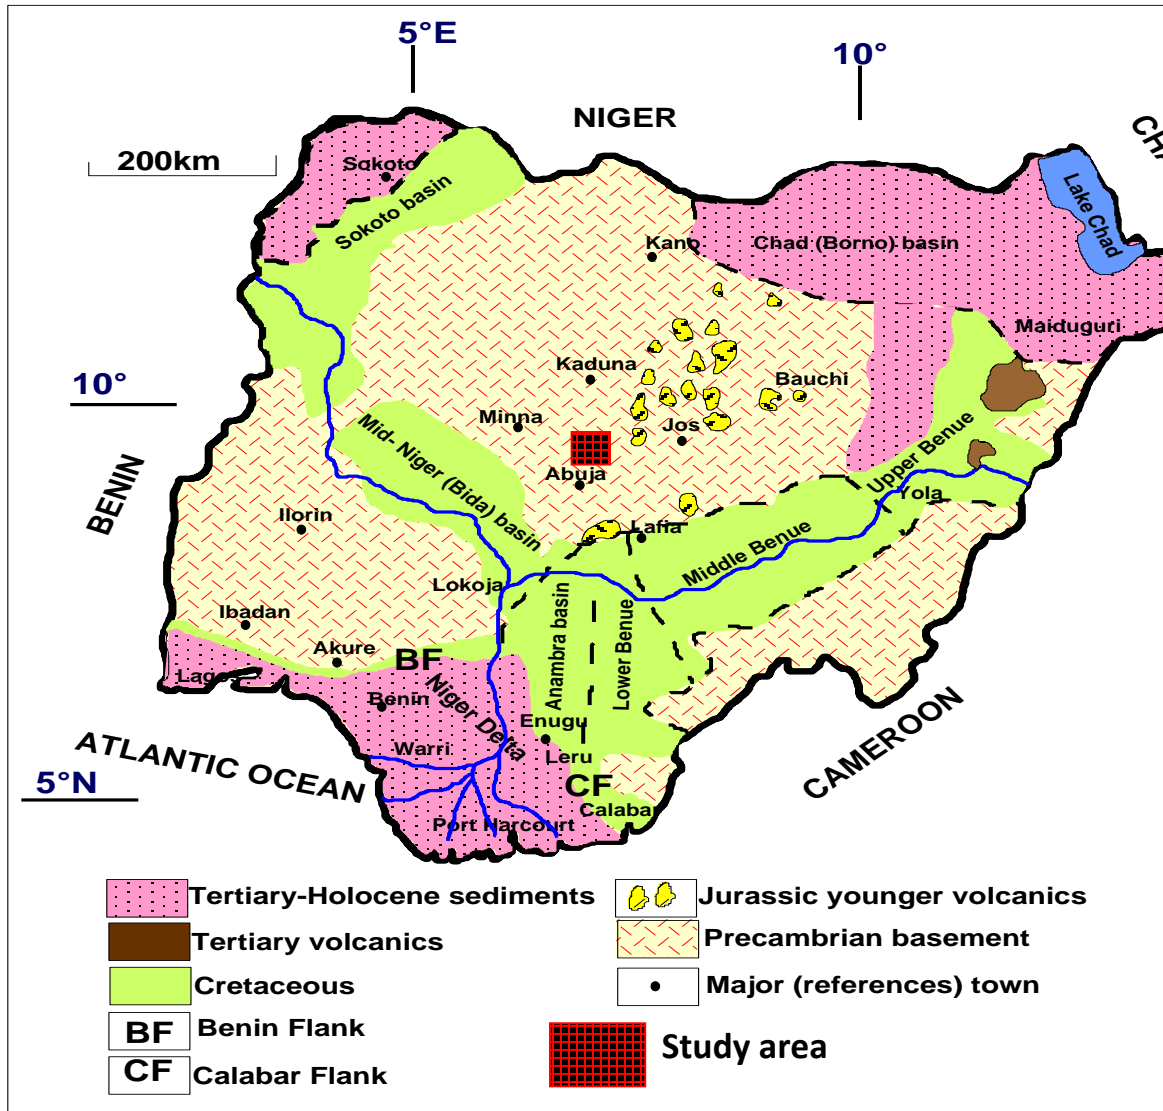 5°E
10°
NIGER
CHA
200km
Sokoto
Sokoto basin
Kano
Chad (Borno) basin
Lake Chad
Maiduguri
10°
Kaduna
Bauchi
Minna
Jos
Mid- Niger (Bida) basin
Abuja
Upper Benue
Yola
BENIN
Ilorin
Lafia
Middle Benue
Lokoja
Ibadan
Akure
BF
Anambra basin
Lower Benue
Lagos
Benin
Niger Delta
Enugu
Leru
Warri
CAMEROON
ATLANTIC OCEAN
5°N
CF
Calabar
Port Harcourt
Tertiary-Holocene sediments
Jurassic younger volcanics
Tertiary volcanics
Precambrian basement
Cretaceous
Major (references) town
BF Benin Flank
CF Calabar Flank
Study area